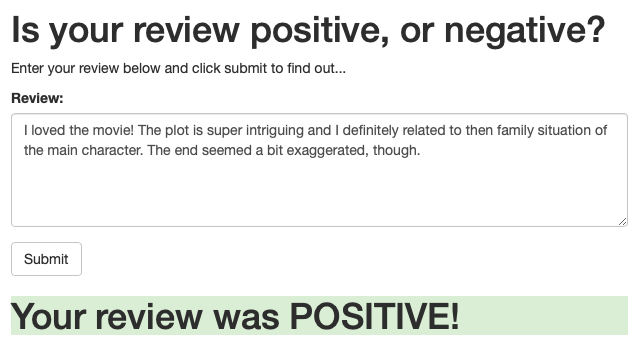 Is your review positive, or negative?
Enter your review below and click submit to find out...
Review:
I loved the movie! The plot is super intriguing and I definitely related to then family situation of
the main character. The end seemed a bit exaggerated, though.
Submit
Your review was POSITIVE!